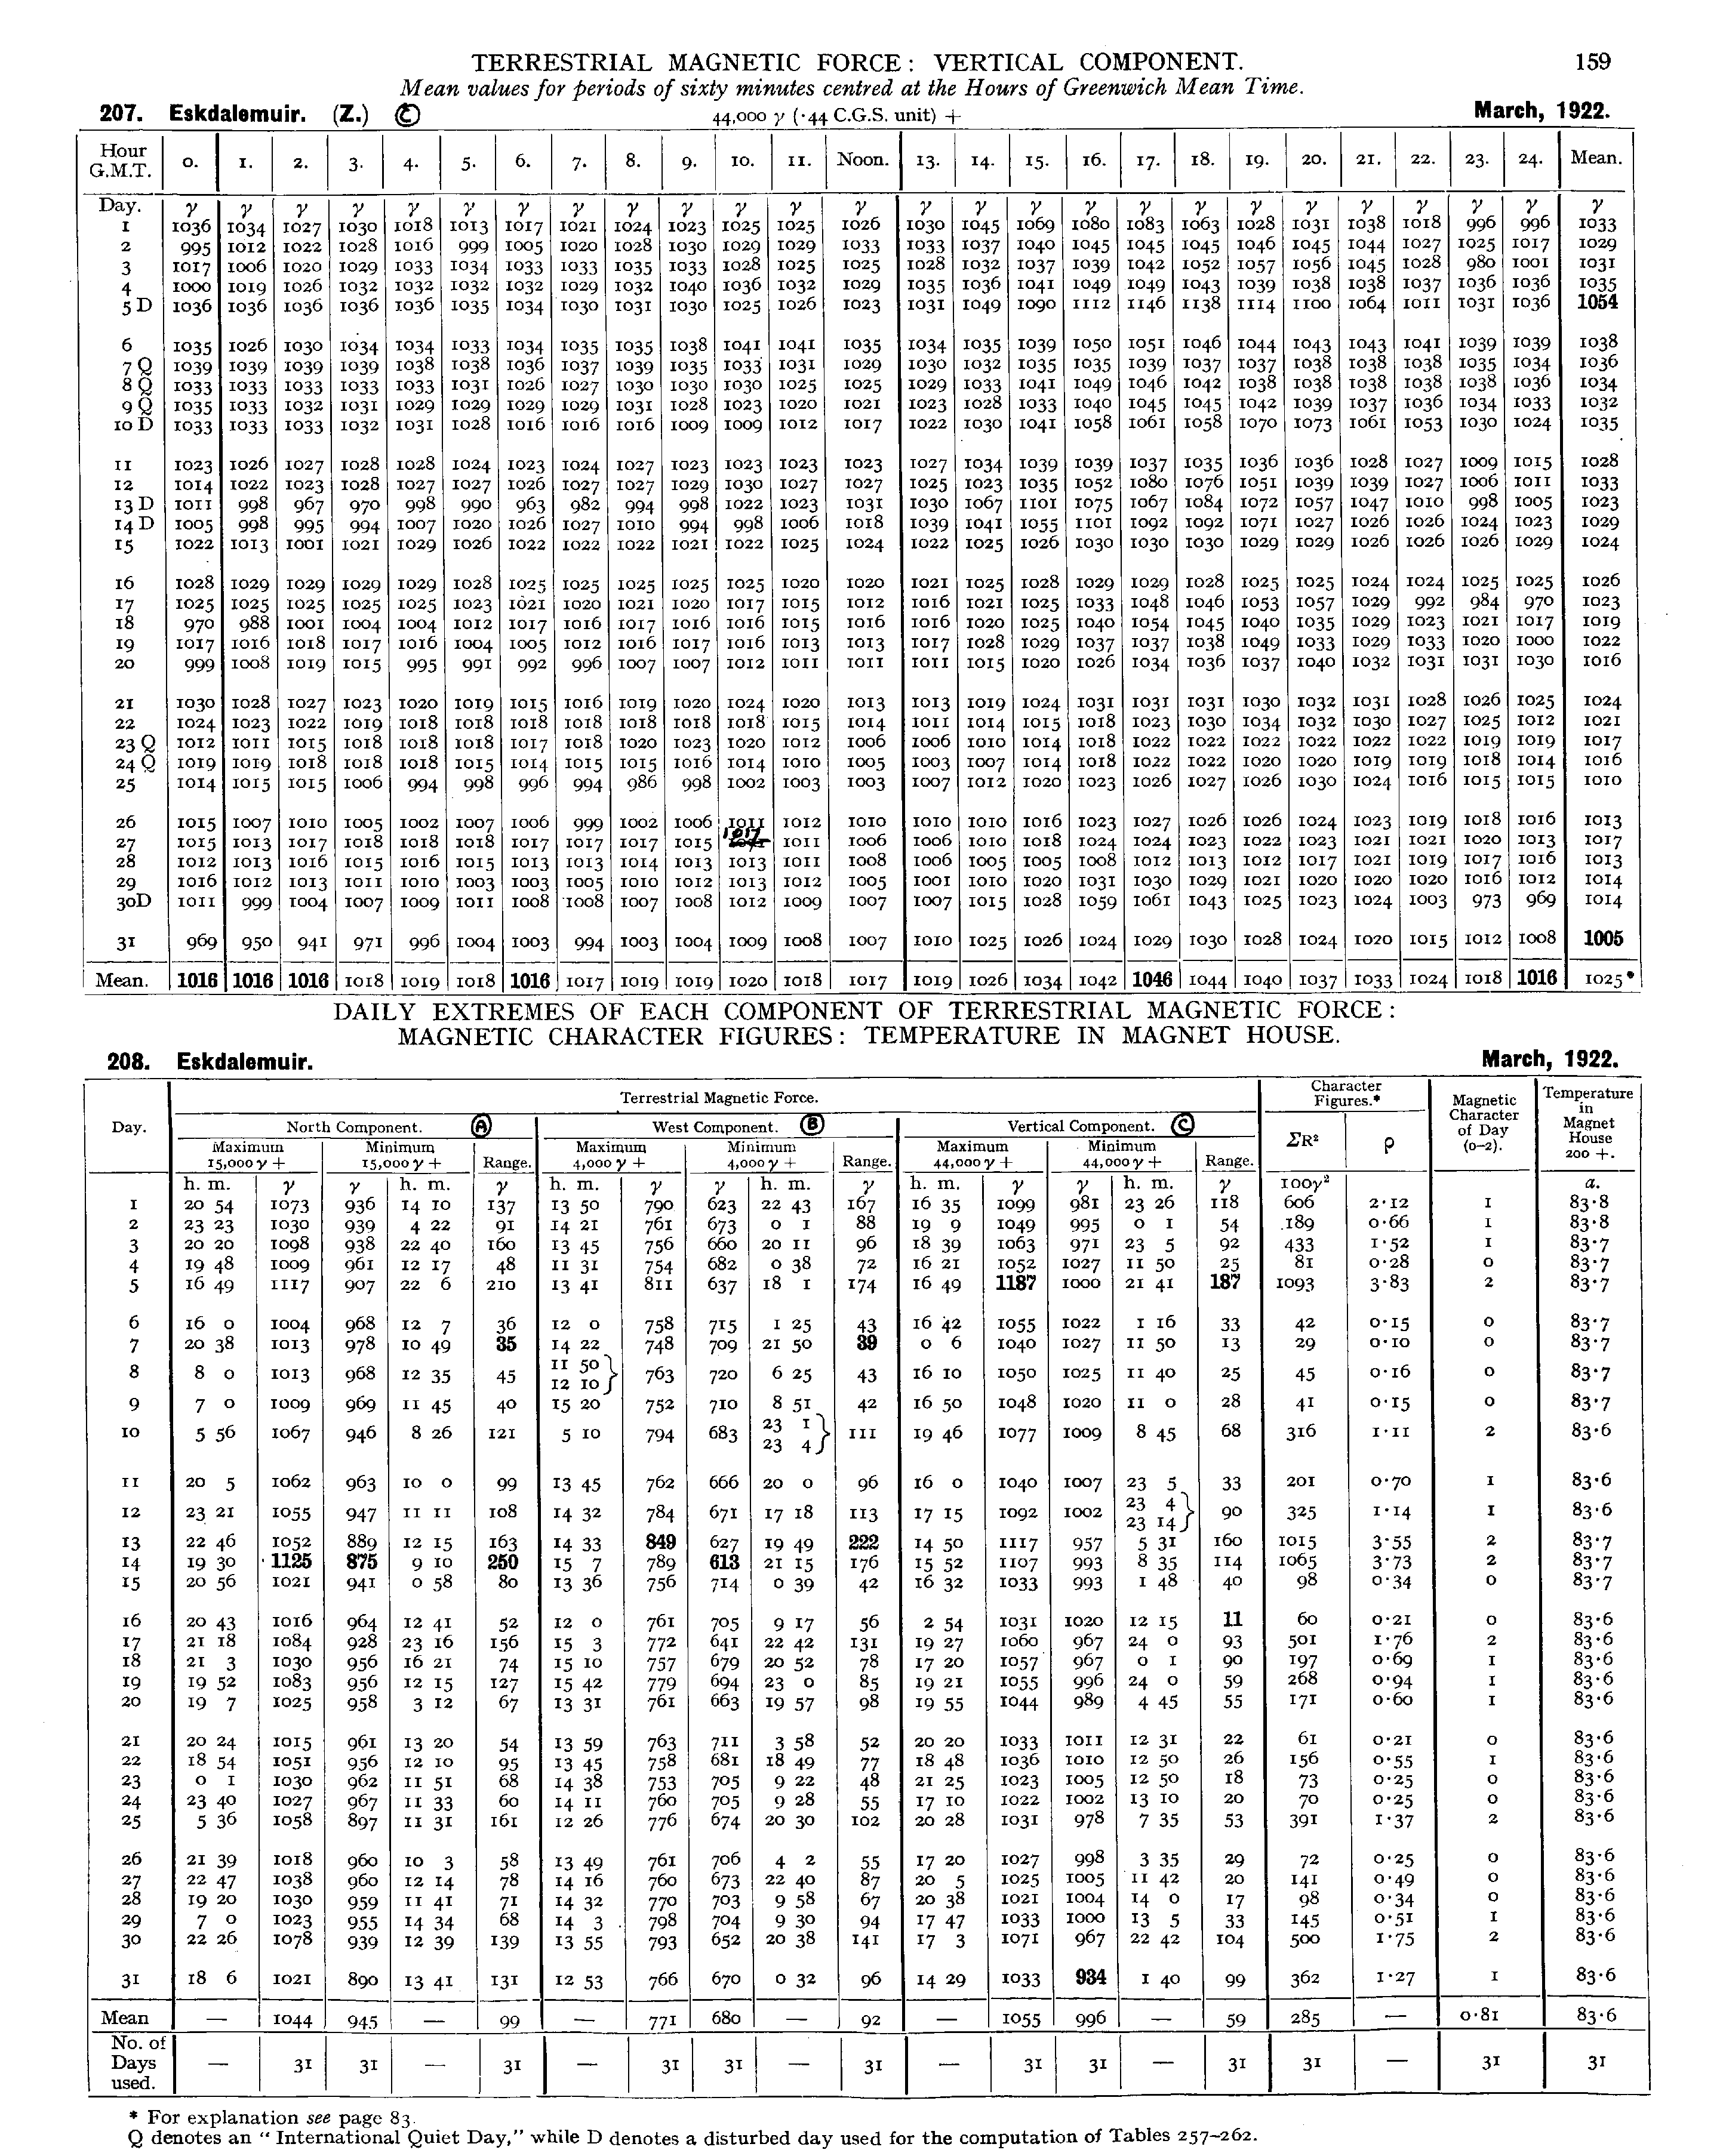 TERRESTRIAL MAGNETIC FORCE: VERTICAL COMPONENT. 159
Mean values for periods of sixty minutes centred at the Hours of Greenwich Mean Time.
207. Eskdalemuir. (Z.) Ⓒ 44,000 γ (·44 C.G.S. unit) + March, 1922.
Hour G.M.T. 0. 1. 2. 3. 4. 5. 6. 7. 8. 9. 10. 11. Noon. 13. 14. 15. 16. 17. 18. 19. 20. 21. 22. 23. 24. Mean.
Day. γ γ γ γ γ γ γ γ γ γ γ γ γ γ γ γ γ γ γ γ γ γ γ γ γ γ
1 1036 1034 1027 1030 1018 1013 1017 1021 1024 1023 1025 1025 1026 1030 1045 1069 1080 1083 1063 1028 1031 1038 1018 996 996 1033
2 995 1012 1022 1028 1016 999 1005 1020 1028 1030 1029 1029 1033 1033 1037 1040 1045 1045 1045 1046 1045 1044 1027 1025 1017 1029
3 1017 1006 1020 1029 1033 1034 1033 1033 1035 1033 1028 1025 1025 1028 1032 1037 1039 1042 1052 1057 1056 1045 1028 980 1001 1031
4 1000 1019 1026 1032 1032 1032 1032 1029 1032 1040 1036 1032 1029 1035 1036 1041 1049 1049 1043 1039 1038 1038 1037 1036 1036 1035
5 D 1036 1036 1036 1036 1036 1035 1034 1030 1031 1030 1025 1026 1023 1031 1049 1090 1112 1146 1138 1114 1100 1064 1011 1031 1036 1054
6 1035 1026 1030 1034 1034 1033 1034 1035 1035 1038 1041 1041 1035 1034 1035 1039 1050 1051 1046 1044 1043 1043 1041 1039 1039 1038
7 Q 1039 1039 1039 1039 1038 1038 1036 1037 1039 1035 1033 1031 1029 1030 1032 1035 1035 1039 1037 1037 1038 1038 1038 1035 1034 1036
8 Q 1033 1033 1033 1033 1033 1031 1026 1027 1030 1030 1030 1025 1025 1029 1033 1041 1049 1046 1042 1038 1038 1038 1038 1038 1036 1034
9 Q 1035 1033 1032 1031 1029 1029 1029 1029 1031 1028 1023 1020 1021 1023 1028 1033 1040 1045 1045 1042 1039 1037 1036 1034 1033 1032
10 D 1033 1033 1033 1032 1031 1028 1016 1016 1016 1009 1009 1012 1017 1022 1030 1041 1058 1061 1058 1070 1073 1061 1053 1030 1024 1035
11 1023 1026 1027 1028 1028 1024 1023 1024 1027 1023 1023 1023 1023 1027 1034 1039 1039 1037 1035 1036 1036 1028 1027 1009 1015 1028
12 1014 1022 1023 1028 1027 1027 1026 1027 1027 1029 1030 1027 1027 1025 1023 1035 1052 1080 1076 1051 1039 1039 1027 1006 1011 1033
13 D 1011 998 967 970 998 990 963 982 994 998 1022 1023 1031 1030 1067 1101 1075 1067 1084 1072 1057 1047 1010 998 1005 1023
14 D 1005 998 995 994 1007 1020 1026 1027 1010 994 998 1006 1018 1039 1041 1055 1101 1092 1092 1071 1027 1026 1026 1024 1023 1029
15 1022 1013 1001 1021 1029 1026 1022 1022 1022 1021 1022 1025 1024 1022 1025 1026 1030 1030 1030 1029 1029 1026 1026 1026 1029 1024
16 1028 1029 1029 1029 1029 1028 1025 1025 1025 1025 1025 1020 1020 1021 1025 1028 1029 1029 1028 1025 1025 1024 1024 1025 1025 1026
17 1025 1025 1025 1025 1025 1023 1021 1020 1021 1020 1017 1015 1012 1016 1021 1025 1033 1048 1046 1053 1057 1029 992 984 970 1023
18 970 988 1001 1004 1004 1012 1017 1016 1017 1016 1016 1015 1016 1016 1020 1025 1040 1054 1045 1040 1035 1029 1023 1021 1017 1019
19 1017 1016 1018 1017 1016 1004 1005 1012 1016 1017 1016 1013 1013 1017 1028 1029 1037 1037 1038 1049 1033 1029 1033 1020 1000 1022
20 999 1008 1019 1015 995 991 992 996 1007 1007 1012 1011 1011 1011 1015 1020 1026 1034 1036 1037 1040 1032 1031 1031 1030 1016
21 1030 1028 1027 1023 1020 1019 1015 1016 1019 1020 1024 1020 1013 1013 1019 1024 1031 1031 1031 1030 1032 1031 1028 1026 1025 1024
22 1024 1023 1022 1019 1018 1018 1018 1018 1018 1018 1018 1015 1014 1011 1014 1015 1018 1023 1030 1034 1032 1030 1027 1025 1012 1021
23 Q 1012 1011 1015 1018 1018 1018 1017 1018 1020 1023 1020 1012 1006 1006 1010 1014 1018 1022 1022 1022 1022 1022 1022 1019 1019 1017
24 Q 1019 1019 1018 1018 1018 1015 1014 1015 1015 1016 1014 1010 1005 1003 1007 1014 1018 1022 1022 1020 1020 1019 1019 1018 1014 1016
25 1014 1015 1015 1006 994 998 996 994 986 998 1002 1003 1003 1007 1012 1020 1023 1026 1027 1026 1030 1024 1016 1015 1015 1010
26 1015 1007 1010 1005 1002 1007 1006 999 1002 1006 1011 1012 1010 1010 1010 1016 1023 1027 1026 1026 1024 1023 1019 1018 1016 1013
27 1015 1013 1017 1018 1018 1018 1017 1017 1017 1015 1017 1011 1006 1006 1010 1018 1024 1024 1023 1022 1023 1021 1021 1020 1013 1017
28 1012 1013 1016 1015 1016 1015 1013 1013 1014 1013 1013 1011 1008 1006 1005 1005 1008 1012 1013 1012 1017 1021 1019 1017 1016 1013
29 1016 1012 1013 1011 1010 1003 1003 1005 1010 1012 1013 1012 1005 1001 1010 1020 1031 1030 1029 1021 1020 1020 1020 1016 1012 1014
30D 1011 999 1004 1007 1009 1011 1008 1008 1007 1008 1012 1009 1007 1007 1015 1028 1059 1061 1043 1025 1023 1024 1003 973 969 1014
31 969 950 941 971 996 1004 1003 994 1003 1004 1009 1008 1007 1010 1025 1026 1024 1029 1030 1028 1024 1020 1015 1012 1008 1005
Mean. 1016 1016 1016 1018 1019 1018 1016 1017 1019 1019 1020 1018 1017 1019 1026 1034 1042 1046 1044 1040 1037 1033 1024 1018 1016 1025*
DAILY EXTREMES OF EACH COMPONENT OF TERRESTRIAL MAGNETIC FORCE:
MAGNETIC CHARACTER FIGURES: TEMPERATURE IN MAGNET HOUSE.
208. Eskdalemuir. March, 1922.
Day. Terrestrial Magnetic Force. Character Figures.* Magnetic Character of Day (0–2). Temperature in Magnet House 200 +.
North Component. Ⓐ West Component. Ⓑ Vertical Component. Ⓒ ΣR² ρ
Maximum 15,000 γ + Minimum 15,000 γ + Range. Maximum 4,000 γ + Minimum 4,000 γ + Range. Maximum 44,000 γ + Minimum 44,000 γ + Range.
h. m. γ γ h. m. γ h. m. γ γ h. m. γ h. m. γ γ h. m. γ 100γ² a.
1 20 54 1073 936 14 10 137 13 50 790 623 22 43 167 16 35 1099 981 23 26 118 606 2·12 1 83·8
2 23 23 1030 939 4 22 91 14 21 761 673 0 1 88 19 9 1049 995 0 1 54 189 0·66 1 83·8
3 20 20 1098 938 22 40 160 13 45 756 660 20 11 96 18 39 1063 971 23 5 92 433 1·52 1 83·7
4 19 48 1009 961 12 17 48 11 31 754 682 0 38 72 16 21 1052 1027 11 50 25 81 0·28 0 83·7
5 16 49 1117 907 22 6 210 13 41 811 637 18 1 174 16 49 1187 1000 21 41 187 1093 3·83 2 83·7
6 16 0 1004 968 12 7 36 12 0 758 715 1 25 43 16 42 1055 1022 1 16 33 42 0·15 0 83·7
7 20 38 1013 978 10 49 35 14 22 748 709 21 50 39 0 6 1040 1027 11 50 13 29 0·10 0 83·7
8 8 0 1013 968 12 35 45 11 50 12 10} 763 720 6 25 43 16 10 1050 1025 11 40 25 45 0·16 0 83·7
9 7 0 1009 969 11 45 40 15 20 752 710 8 51 42 16 50 1048 1020 11 0 28 41 0·15 0 83·7
10 5 56 1067 946 8 26 121 5 10 794 683 23 1 23 4} 111 19 46 1077 1009 8 45 68 316 1·11 2 83·6
11 20 5 1062 963 10 0 99 13 45 762 666 20 0 96 16 0 1040 1007 23 5 33 201 0·70 1 83·6
12 23 21 1055 947 11 11 108 14 32 784 671 17 18 113 17 15 1092 1002 23 4 23 14} 90 325 1·14 1 83·6
13 22 46 1052 889 12 15 163 14 33 849 627 19 49 222 14 50 1117 957 5 31 160 1015 3·55 2 83·7
14 19 30 1125 875 9 10 250 15 7 789 613 21 15 176 15 52 1107 993 8 35 114 1065 3·73 2 83·7
15 20 56 1021 941 0 58 80 13 36 756 714 0 39 42 16 32 1033 993 1 48 40 98 0·34 0 83·7
16 20 43 1016 964 12 41 52 12 0 761 705 9 17 56 2 54 1031 1020 12 15 11 60 0·21 0 83·6
17 21 18 1084 928 23 16 156 15 3 772 641 22 42 131 19 27 1060 967 24 0 93 501 1·76 2 83·6
18 21 3 1030 956 16 21 74 15 10 757 679 20 52 78 17 20 1057 967 0 1 90 197 0·69 1 83·6
19 19 52 1083 956 12 15 127 15 42 779 694 23 0 85 19 21 1055 996 24 0 59 268 0·94 1 83·6
20 19 7 1025 958 3 12 67 13 31 761 663 19 57 98 19 55 1044 989 4 45 55 171 0·60 1 83·6
21 20 24 1015 961 13 20 54 13 59 763 711 3 58 52 20 20 1033 1011 12 31 22 61 0·21 0 83·6
22 18 54 1051 956 12 10 95 13 45 758 681 18 49 77 18 48 1036 1010 12 50 26 156 0·55 1 83·6
23 0 1 1030 962 11 51 68 14 38 753 705 9 22 48 21 25 1023 1005 12 50 18 73 0·25 0 83·6
24 23 40 1027 967 11 33 60 14 11 760 705 9 28 55 17 10 1022 1002 13 10 20 70 0·25 0 83·6
25 5 36 1058 897 11 31 161 12 26 776 674 20 30 102 20 28 1031 978 7 35 53 391 1·37 2 83·6
26 21 39 1018 960 10 3 58 13 49 761 706 4 2 55 17 20 1027 998 3 35 29 72 0·25 0 83·6
27 22 47 1038 960 12 14 78 14 16 760 673 22 40 87 20 5 1025 1005 11 42 20 141 0·49 0 83·6
28 19 20 1030 959 11 41 71 14 32 770 703 9 58 67 20 38 1021 1004 14 0 17 98 0·34 0 83·6
29 7 0 1023 955 14 34 68 14 3 798 704 9 30 94 17 47 1033 1000 13 5 33 145 0·51 1 83·6
30 22 26 1078 939 12 39 139 13 55 793 652 20 38 141 17 3 1071 967 22 42 104 500 1·75 2 83·6
31 18 6 1021 890 13 41 131 12 53 766 670 0 32 96 14 29 1033 934 1 40 99 362 1·27 1 83·6
Mean — 1044 945 — 99 — 771 680 — 92 — 1055 996 — 59 285 — 0·81 83·6
No. of Days used. — 31 31 — 31 — 31 31 — 31 — 31 31 — 31 31 — 31 31
* For explanation see page 83.
Q denotes an “ International Quiet Day,” while D denotes a disturbed day used for the computation of Tables 257–262.